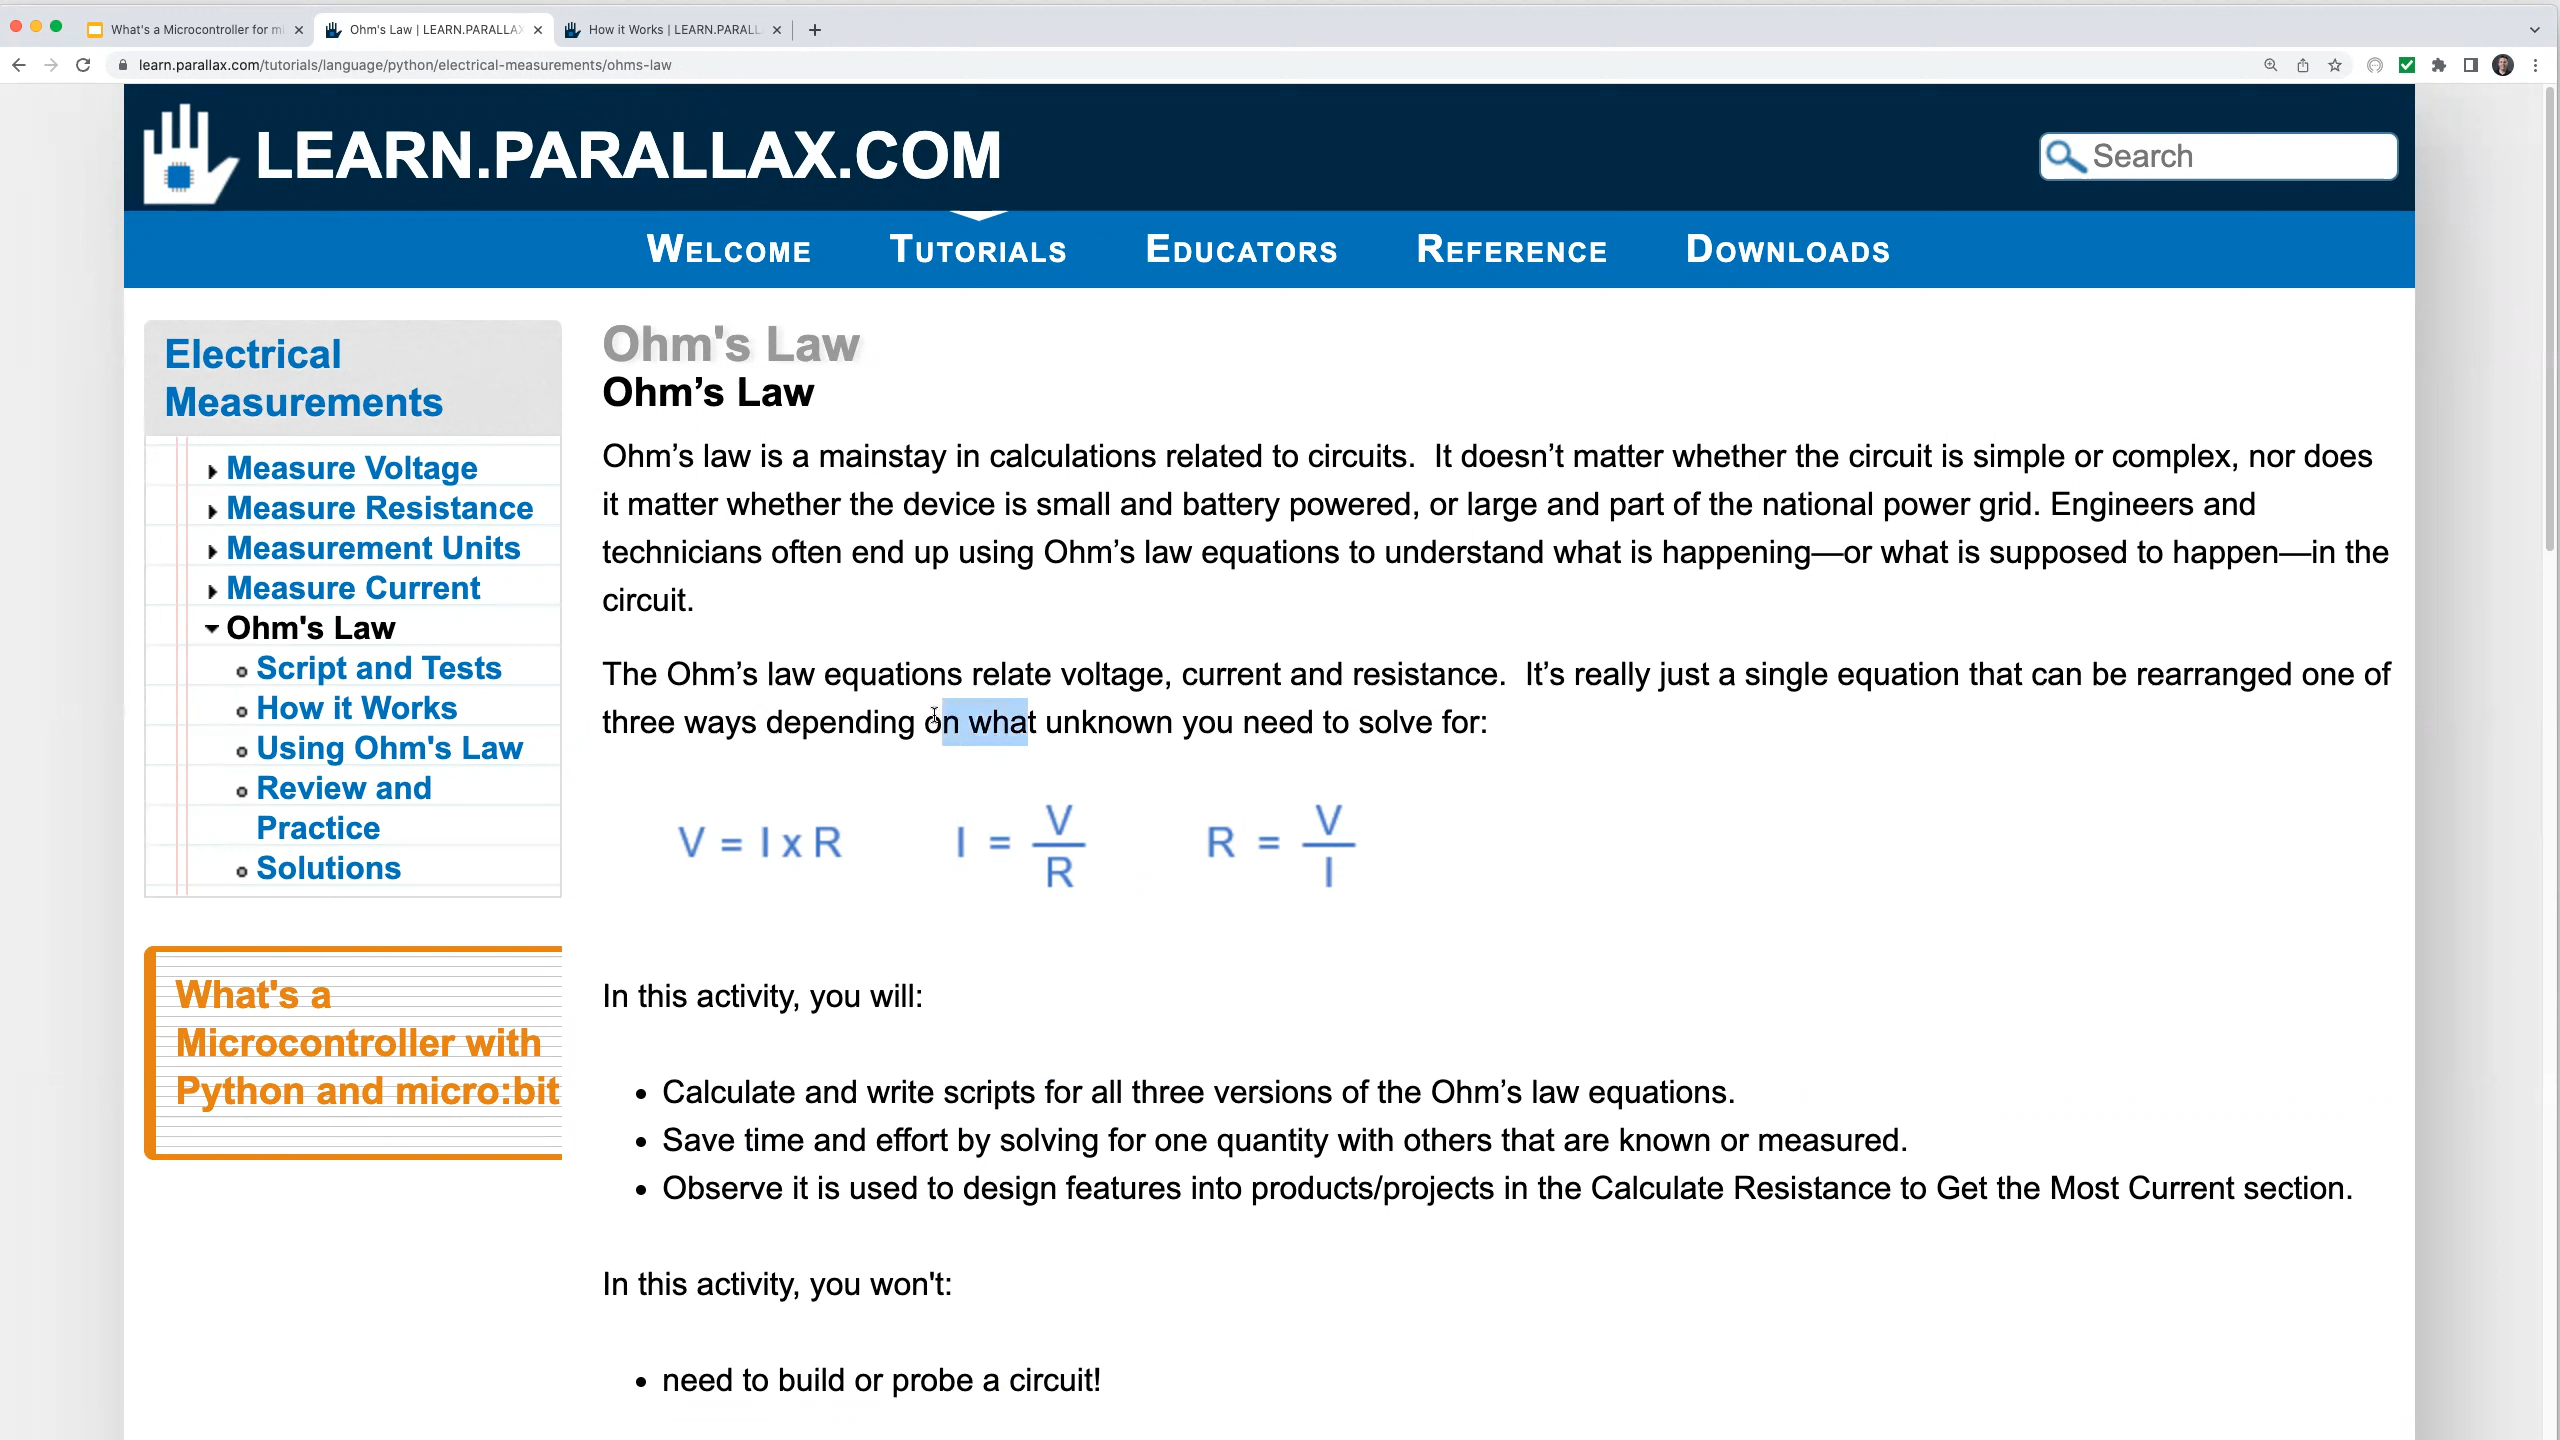 What's a Microcontroller for mi
Ohm's Law | LEARN.PARALLAX
How it Works | LEARN.PARALL
learn.parallax.com/tutorials/language/python/electrical-measurements/ohms-law
LEARN.PARALLAX.COM
Search
WELCOME TUTORIALS EDUCATORS REFERENCE DOWNLOADS
Electrical
Measurements
Measure Voltage
Measure Resistance
Measurement Units
Measure Current
Ohm's Law
Script and Tests
How it Works
Using Ohm's Law
Review and
Practice
Solutions
What's a
Microcontroller with
Python and micro:bit
Ohm's Law
Ohm’s Law
Ohm’s law is a mainstay in calculations related to circuits. It doesn’t matter whether the circuit is simple or complex, nor does
it matter whether the device is small and battery powered, or large and part of the national power grid. Engineers and
technicians often end up using Ohm’s law equations to understand what is happening—or what is supposed to happen—in the
circuit.
The Ohm’s law equations relate voltage, current and resistance. It’s really just a single equation that can be rearranged one of
three ways depending on what unknown you need to solve for:
V = I x R
I = V
R
R = V
I
In this activity, you will:
• Calculate and write scripts for all three versions of the Ohm’s law equations.
• Save time and effort by solving for one quantity with others that are known or measured.
• Observe it is used to design features into products/projects in the Calculate Resistance to Get the Most Current section.
In this activity, you won't:
• need to build or probe a circuit!